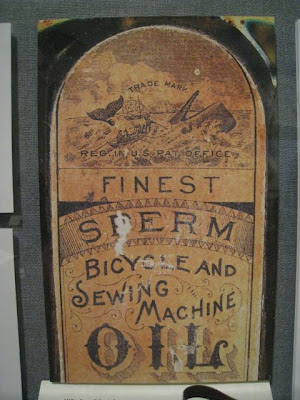 TRADE MARK
REG. IN U.S. PAT. OFFICE
FINEST
SPERM
BICYCLE AND
SEWING
MACHINE
OIL